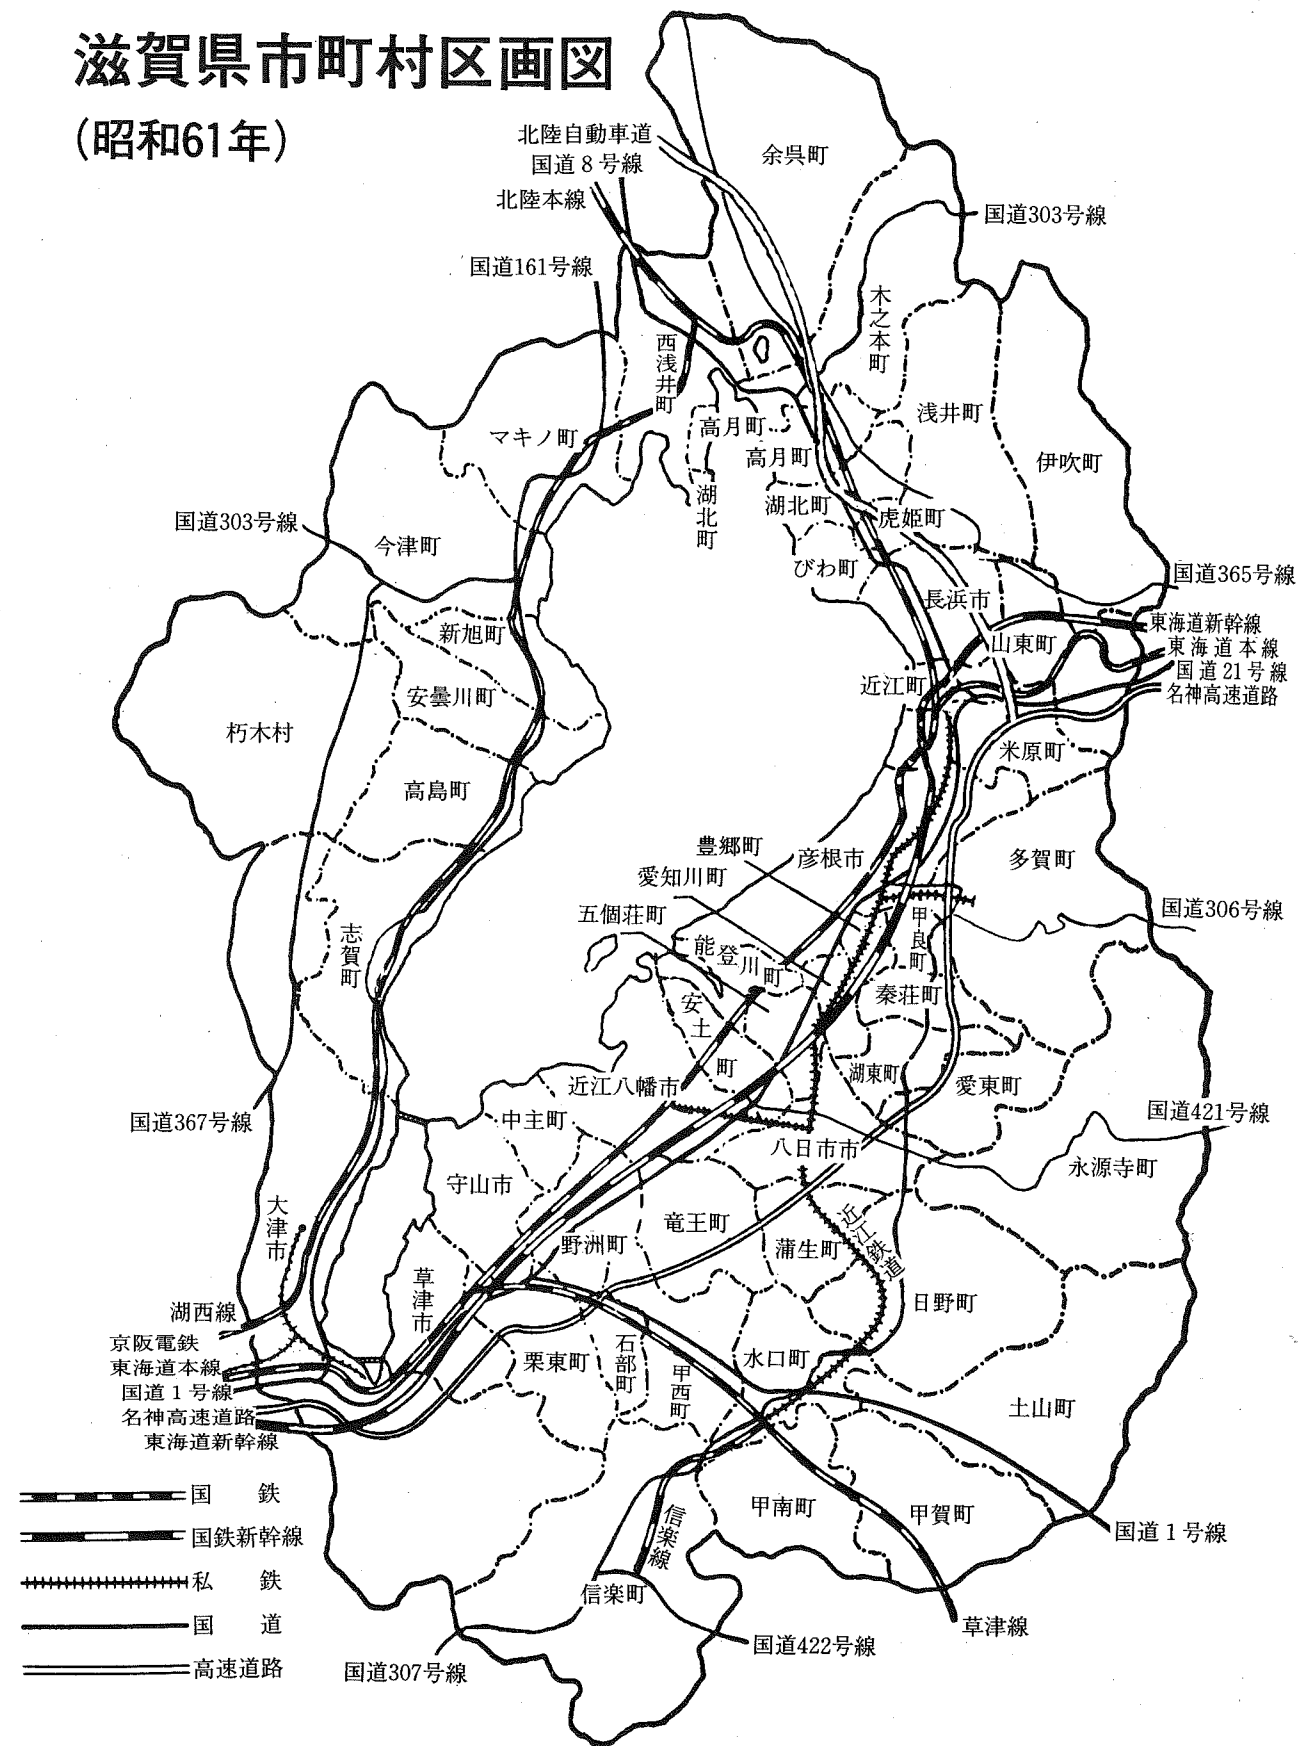 滋賀県市町村区画図
(昭和61年)
北陸自動車道
国道8号線
北陸本線
国道161号線
余呉町
国道303号線
木之本町
西浅井町
マキノ町
高月町
高月町
浅井町
伊吹町
湖北町
湖北町
虎姫町
びわ町
国道303号線
今津町
国道365号線
長浜市
東海道新幹線
東海道本線
国道21号線
名神高速道路
新旭町
山東町
安曇川町
近江町
朽木村
米原町
高島町
豊郷町
彦根市
多賀町
愛知川町
五個荘町
国道306号線
甲良町
志賀町
能登川町
秦荘町
安土町
湖東町
愛東町
近江八幡市
中主町
国道367号線
国道421号線
八日市市
永源寺町
守山市
大津市
竜王町
野洲町
蒲生町
近江鉄道
草津市
日野町
湖西線
京阪電鉄
東海道本線
国道1号線
名神高速道路
東海道新幹線
栗東町
石部町
甲西町
水口町
土山町
甲南町
甲賀町
国道1号線
信楽線
信楽町
草津線
国道422号線
国道307号線
国鉄
国鉄新幹線
私鉄
国道
高速道路